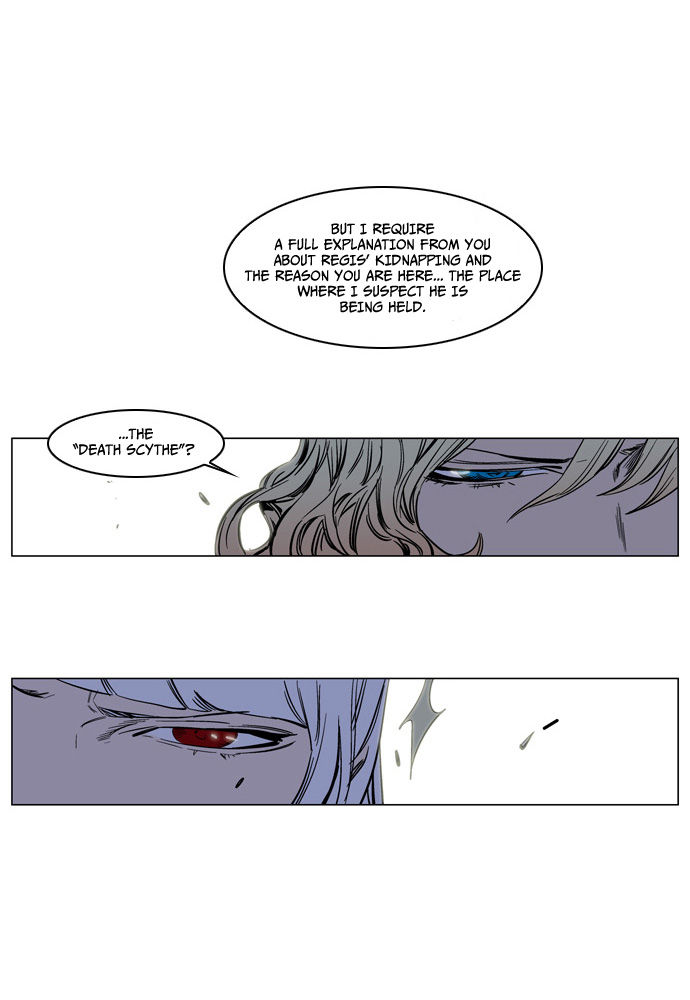 BUT I REQUIRE
A FULL EXPLANATION FROM YOU
ABOUT REGIS' KIDNAPPING AND
THE REASON YOU ARE HERE... THE PLACE
WHERE I SUSPECT HE IS
BEING HELD.
...THE
"DEATH SCYTHE"?